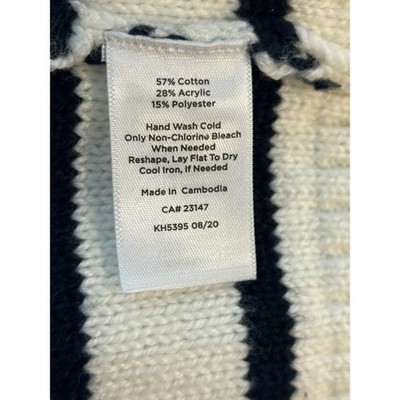 57% Cotton
28% Acrylic
15% Polyester
Hand Wash Cold
Only Non-Chlorine Bleach
When Needed
Reshape, Lay Flat To Dry
Cool Iron, If Needed
Made In Cambodia
CA# 23147
KH5395 08/20